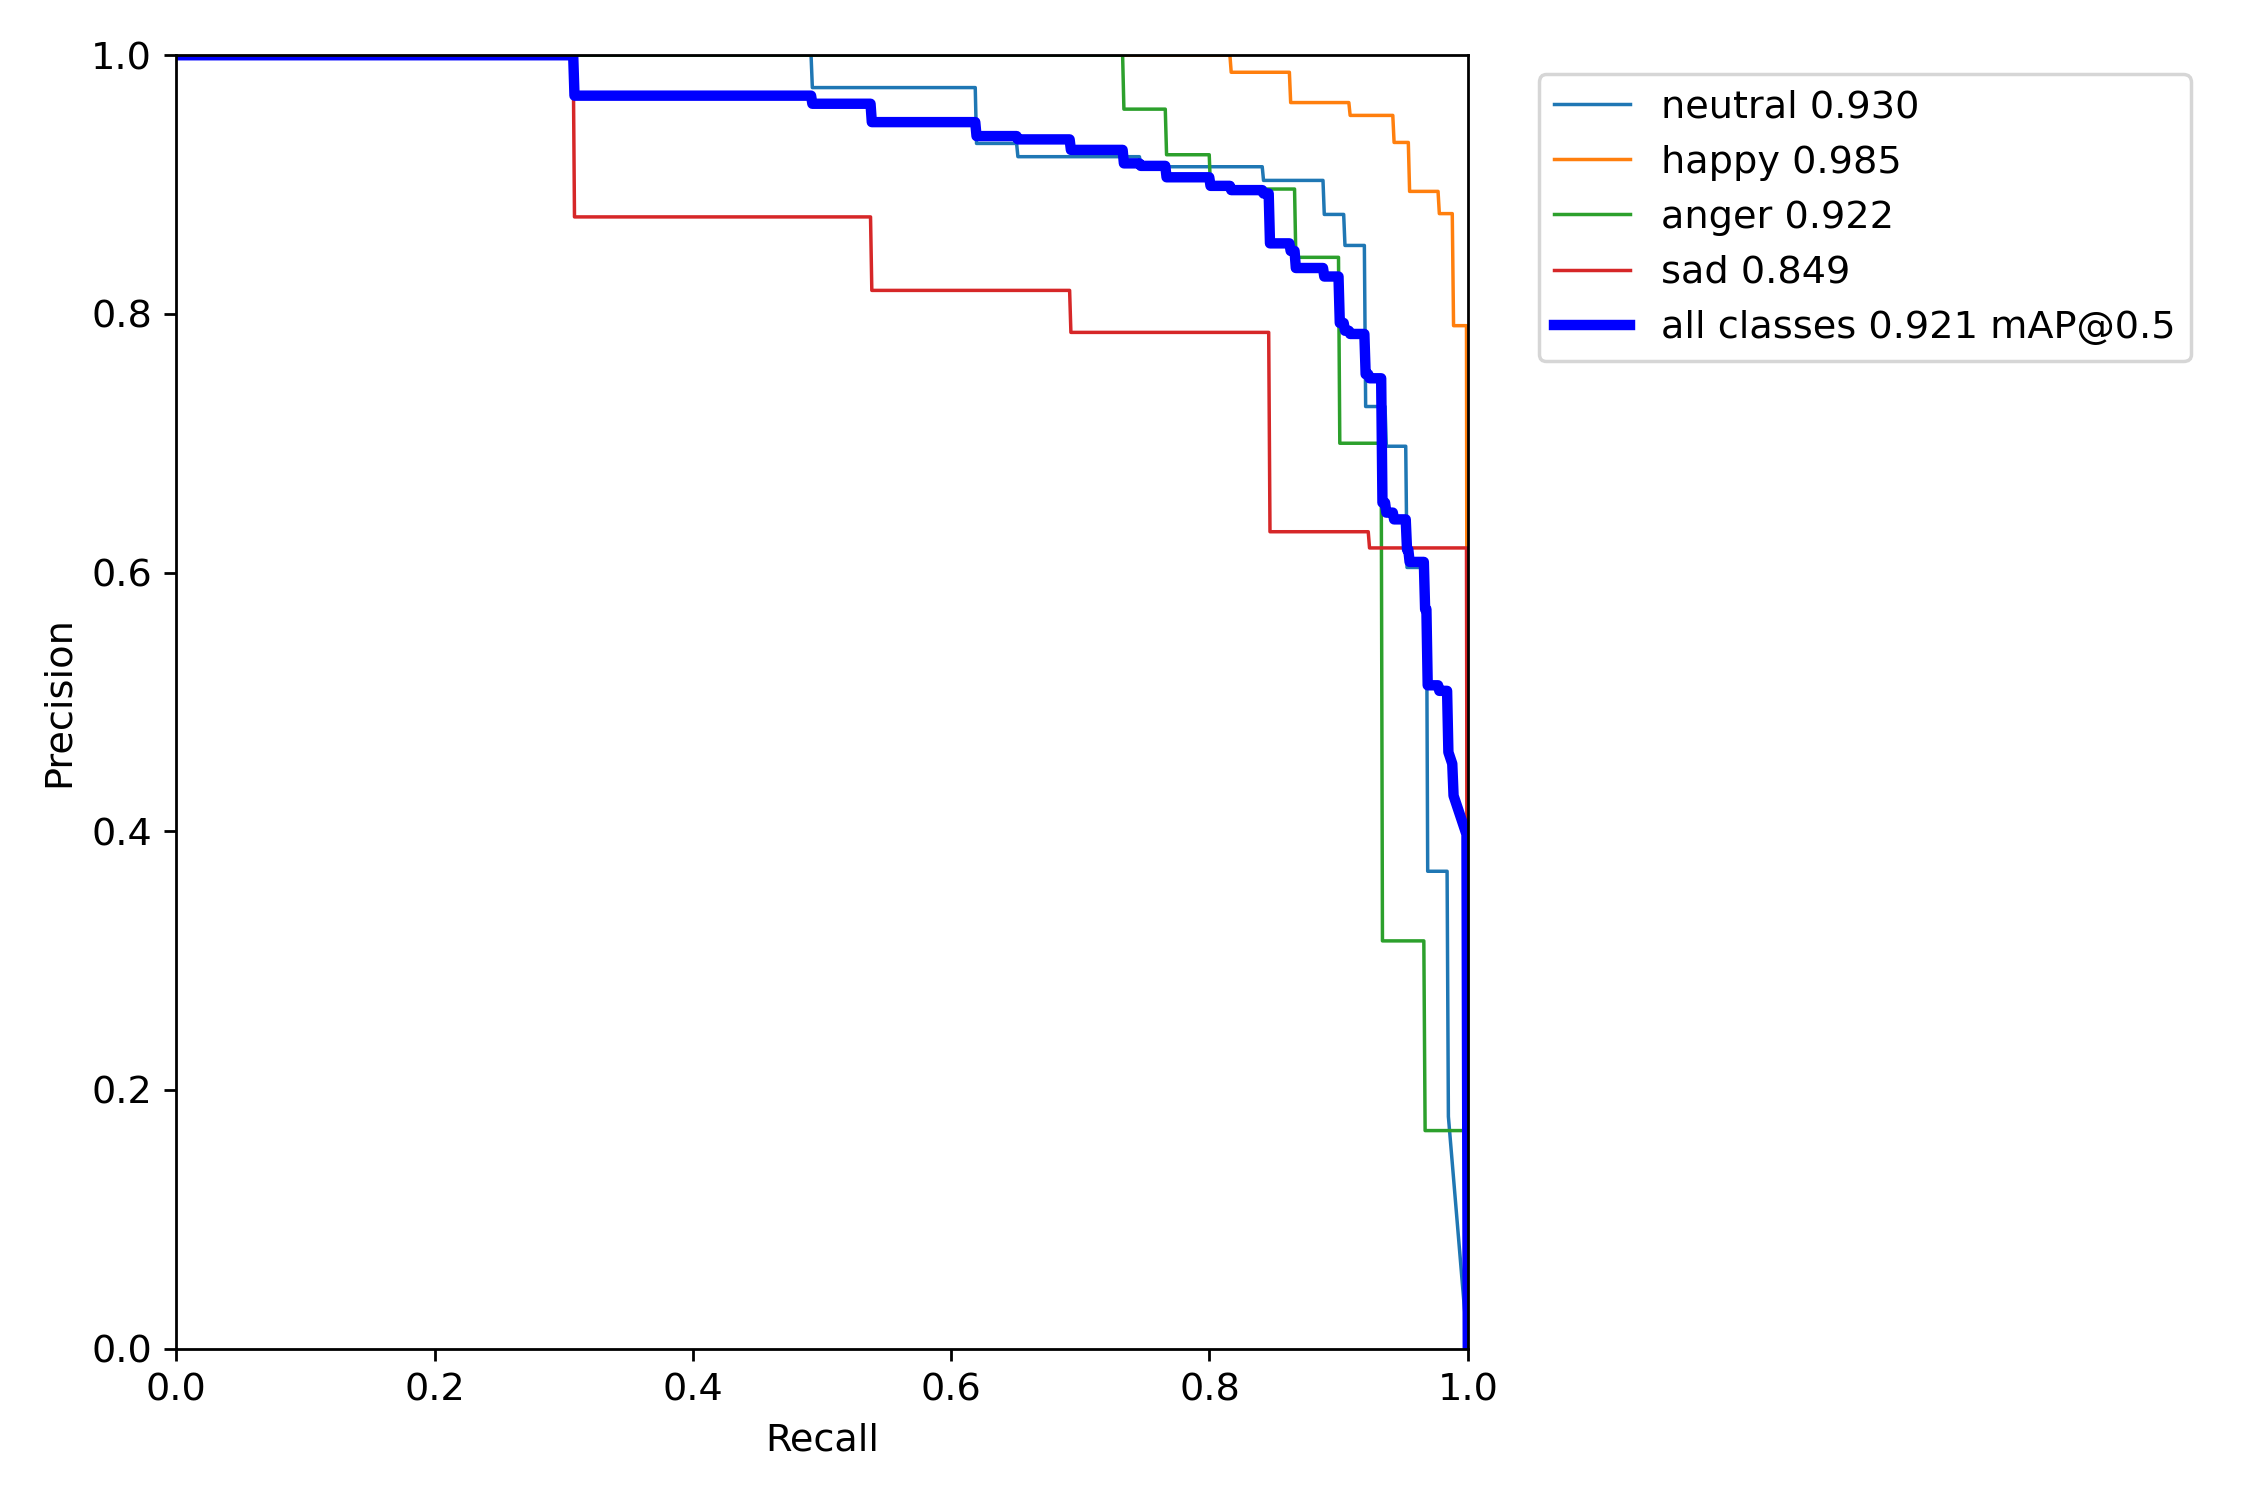 1.0
0.8
0.6
0.4
0.2
0.0
0.0 0.2 0.4 0.6 0.8 1.0
Precision
Recall
neutral 0.930
happy 0.985
anger 0.922
sad 0.849
all classes 0.921 mAP@0.5